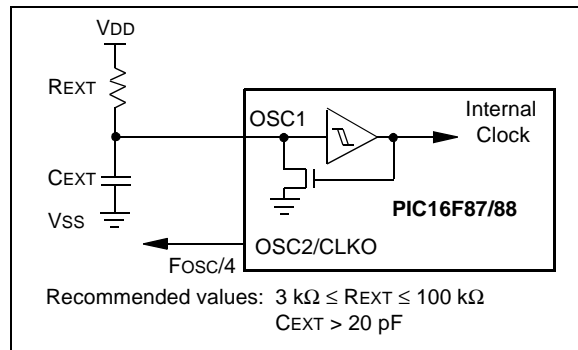 VDD
REXT
OSC1
Internal
Clock
CEXT
VSS
PIC16F87/88
OSC2/CLKO
FOSC/4
Recommended values: 3 kΩ ≤ REXT ≤ 100 kΩ
CEXT > 20 pF